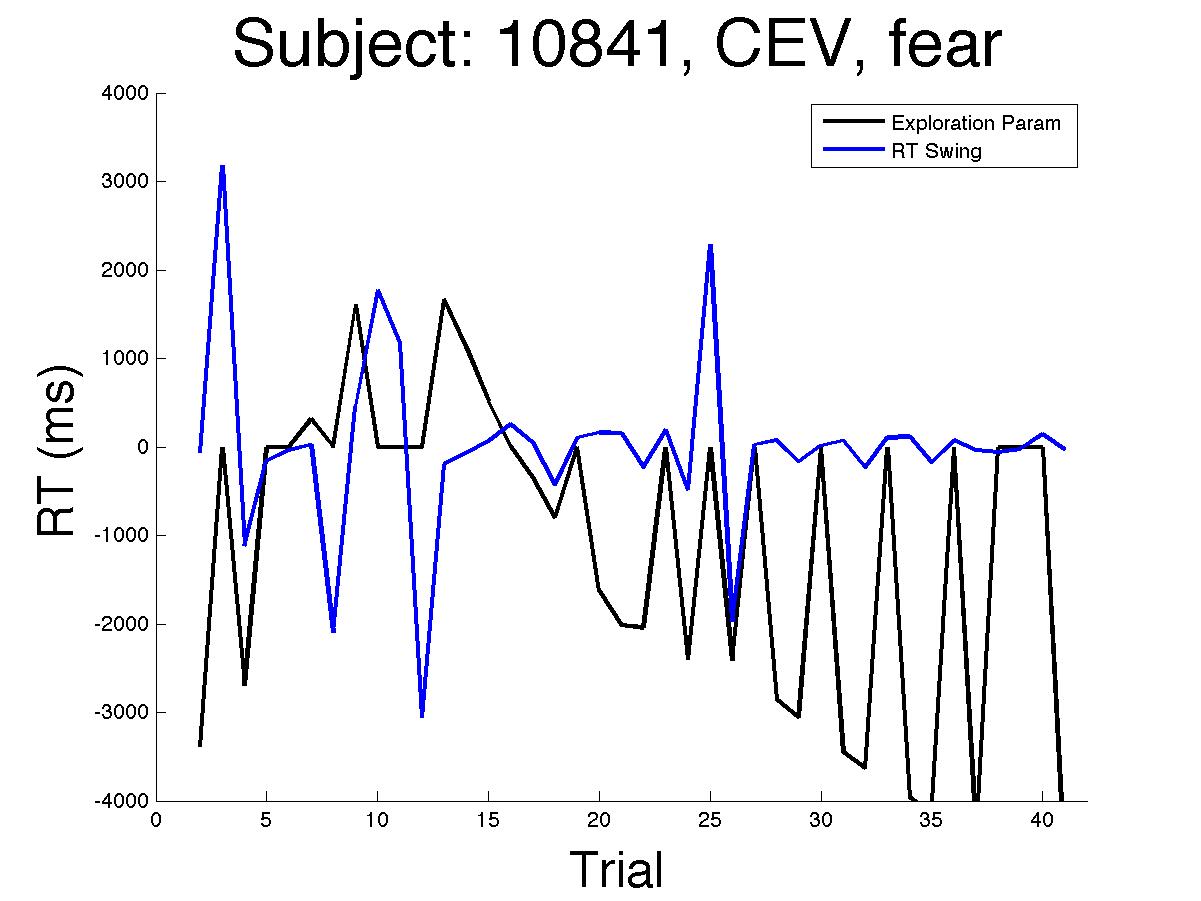 Subject: 10841, CEV, fear
Exploration Param
RT Swing
RT (ms)
4000
3000
2000
1000
0
-1000
-2000
-3000
-4000
0 5 10 15 20 25 30 35 40
Trial